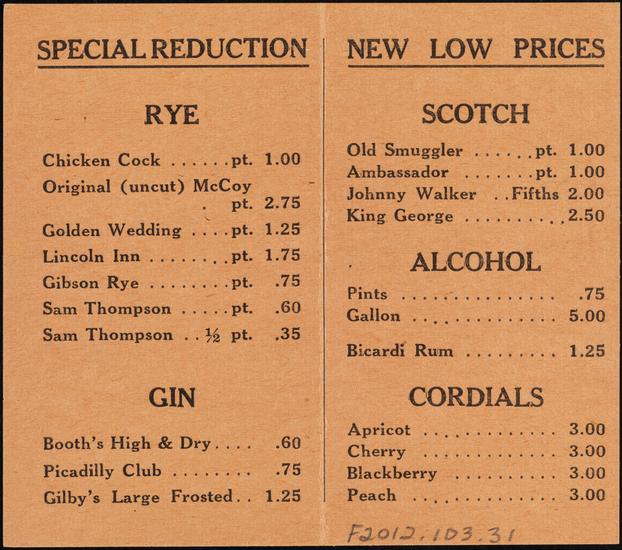 SPECIAL REDUCTION
RYE
Chicken Cock ......pt. 1.00
Original (uncut) McCoy
pt. 2.75
Golden Wedding ....pt. 1.25
Lincoln Inn ........pt. 1.75
Gibson Rye ........pt. .75
Sam Thompson .....pt. .60
Sam Thompson ..½ pt. .35
GIN
Booth's High & Dry.... .60
Picadilly Club ........ .75
Gilby's Large Frosted.. 1.25
NEW LOW PRICES
SCOTCH
Old Smuggler ......pt. 1.00
Ambassador .......pt. 1.00
Johnny Walker ..Fifths 2.00
King George ..........2.50
ALCOHOL
Pints ............... .75
Gallon .............. 5.00
Bicardi Rum ......... 1.25
CORDIALS
Apricot ............. 3.00
Cherry .............. 3.00
Blackberry .......... 3.00
Peach ............... 3.00
F2012.103.31